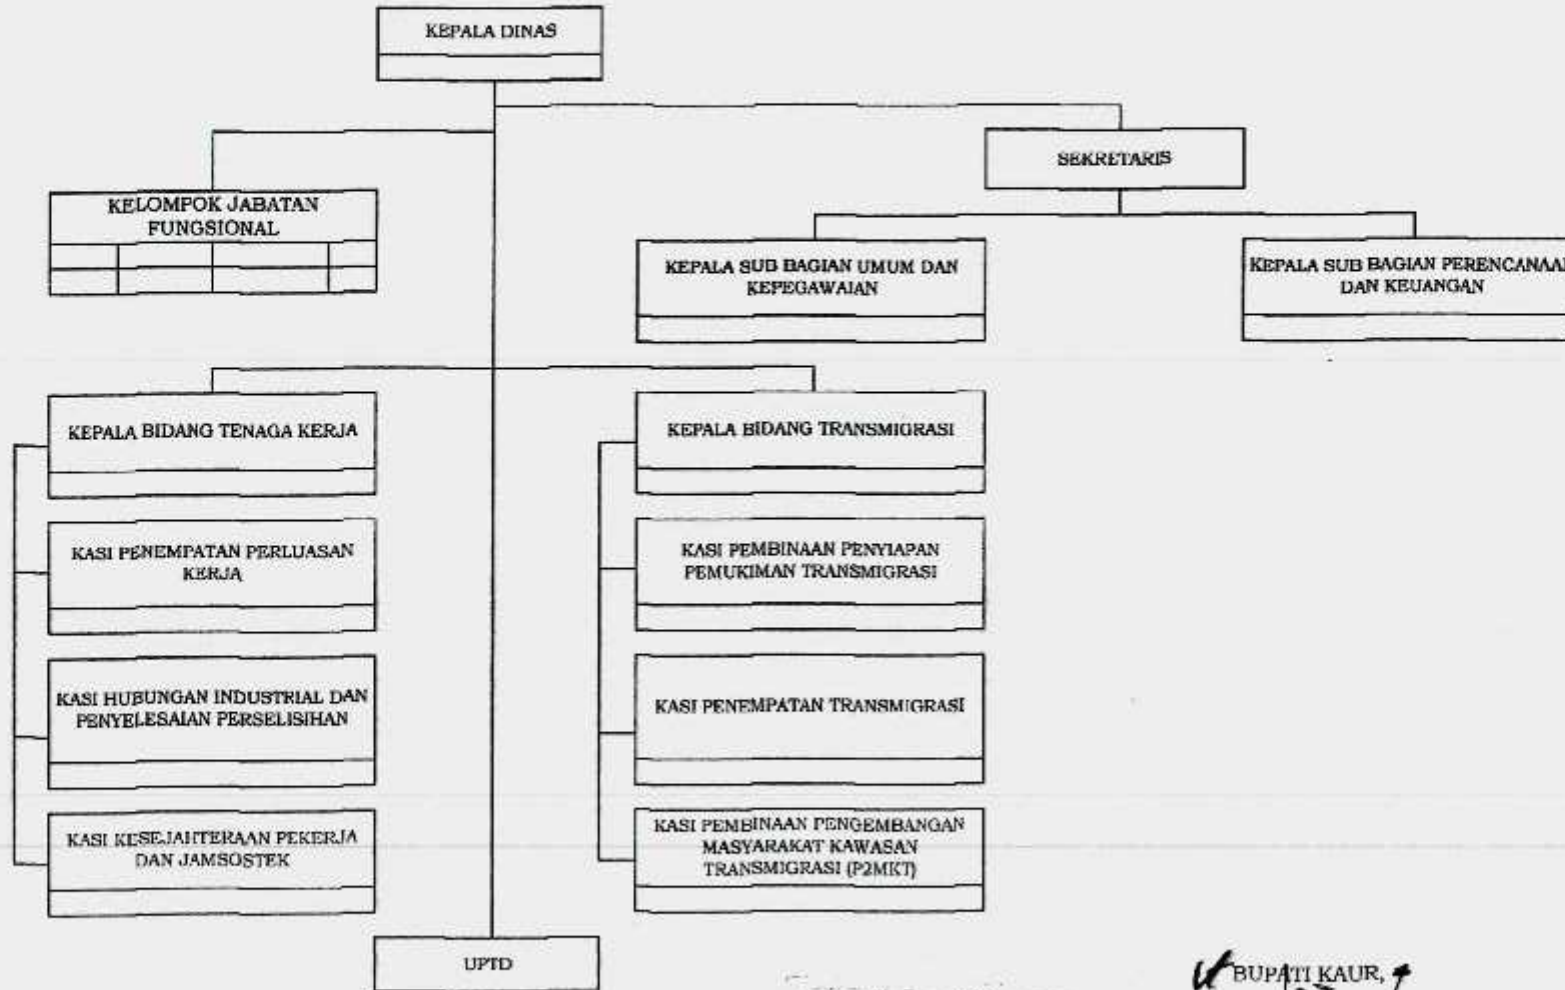 KEPALA DINAS
SEKRETARIS
KELOMPOK JABATAN
FUNGSIONAL
KEPALA SUB BAGIAN UMUM DAN
KEPEGAWAIAN
KEPALA SUB BAGIAN PERENCANAAN
DAN KEUANGAN
KEPALA BIDANG TENAGA KERJA
KEPALA BIDANG TRANSMIGRASI
KASI PENEMPATAN PERLUASAN
KERJA
KASI PEMBINAAN PENYIAPAN
PEMUKIMAN TRANSMIGRASI
KASI HUBUNGAN INDUSTRIAL DAN
PENYELESAIAN PERSELISIHAN
KASI PENEMPATAN TRANSMIGRASI
KASI KESEJAHTERAAN PEKERJA
DAN JAMSOSTEK
KASI PEMBINAAN PENGEMBANGAN
MASYARAKAT KAWASAN
TRANSMIGRASI (P2MKT)
UPTD
BUPATI KAUR,